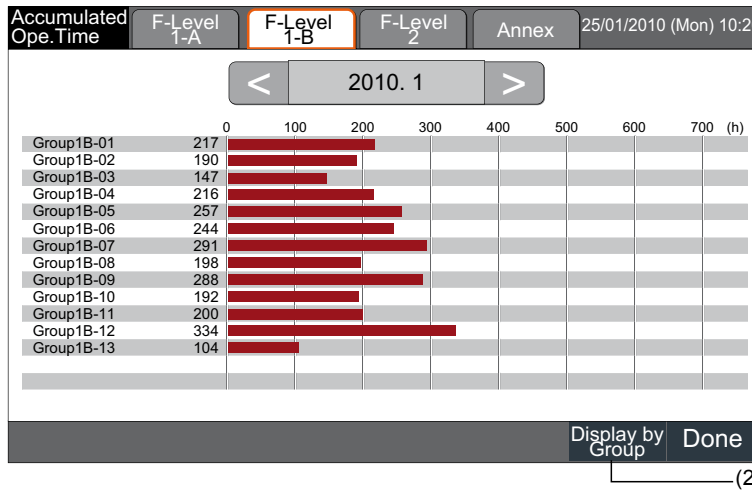 Accumulated
Ope.Time
F-Level
1-A
F-Level
1-B
F-Level
2
Annex
25/01/2010 (Mon) 10:2
<
2010. 1
>
0 100 200 300 400 500 600 700 (h)
Group1B-01 217
Group1B-02 190
Group1B-03 147
Group1B-04 216
Group1B-05 257
Group1B-06 244
Group1B-07 291
Group1B-08 198
Group1B-09 288
Group1B-10 192
Group1B-11 200
Group1B-12 334
Group1B-13 104
Display by
Group
Done
(2